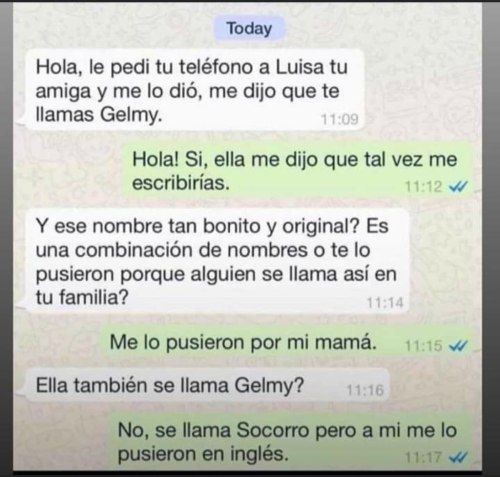 Today
Hola, le pedi tu teléfono a Luisa tu
amiga y me lo dió, me dijo que te
llamas Gelmy.
11:09
Hola! Si, ella me dijo que tal vez me
escribirías.
11:12
Y ese nombre tan bonito y original? Es
una combinación de nombres o te lo
pusieron porque alguien se llama así en
tu familia?
11:14
Me lo pusieron por mi mamá.
11:15
Ella también se llama Gelmy?
11:16
No, se llama Socorro pero a mi me lo
pusieron en inglés.
11:17